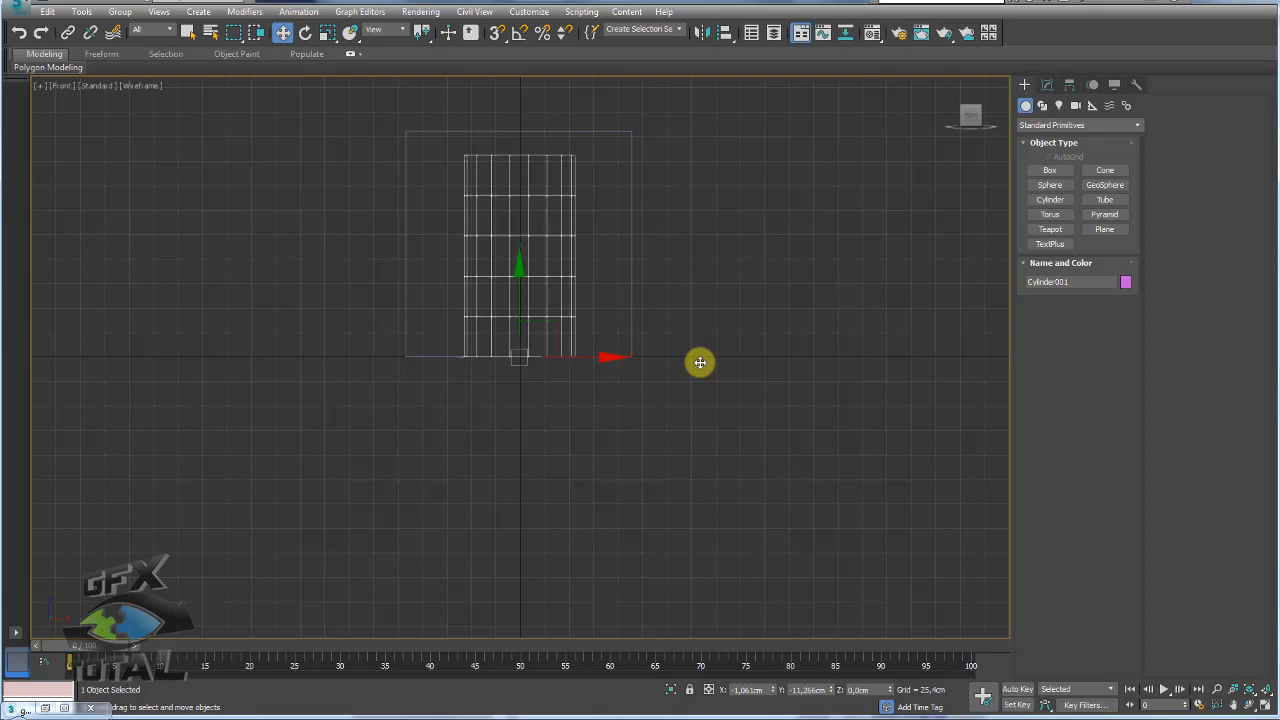 Edit Tools Group Views Create Modifiers Animation Graph Editors Rendering Civil View Customize Scripting Content Help
All View Create Selection Se
Modeling Freeform Object Paint Populate
Polygon Modeling
[+] [Front] [Standard] [Wireframe]
Standard Primitives
Object Type
AutoGrid
Box Cone
Sphere GeoSphere
Cylinder Tube
Torus Pyramid
Teapot Plane
TextPlus
Name and Color
Cylinder001
GFX
TOTAL
0 / 100
15 20 25 30 35 40 45 50 55 60 65 70 75 80 85 90 95 100
1 Object Selected X: -1,061cm Y: -11,266cm Z: 0,0cm Grid = 25,4cm Auto Key Selected
drag to select and move objects Add Time Tag Set Key Key Filters... 0
3 g...